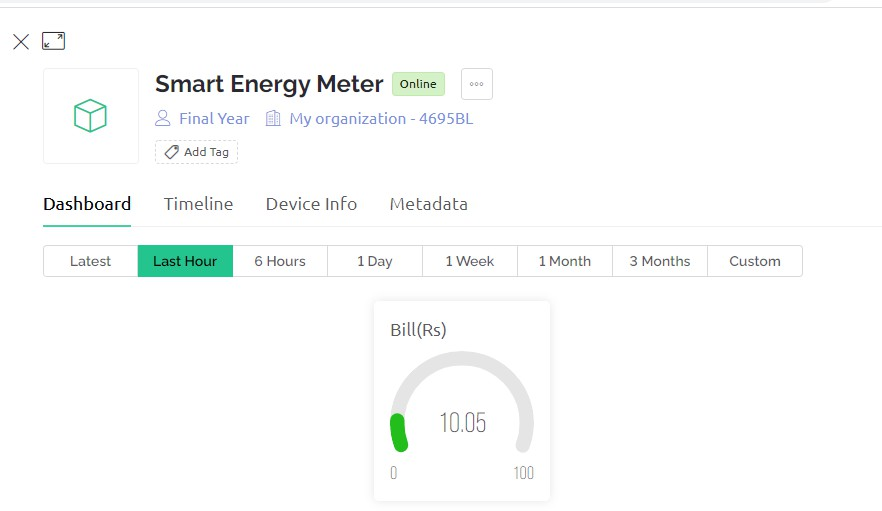 Smart Energy Meter Online
Final Year My organization - 4695BL
Add Tag
Dashboard Timeline Device Info Metadata
Latest Last Hour 6 Hours 1 Day 1 Week 1 Month 3 Months Custom
Bill(Rs)
10.05
0 100